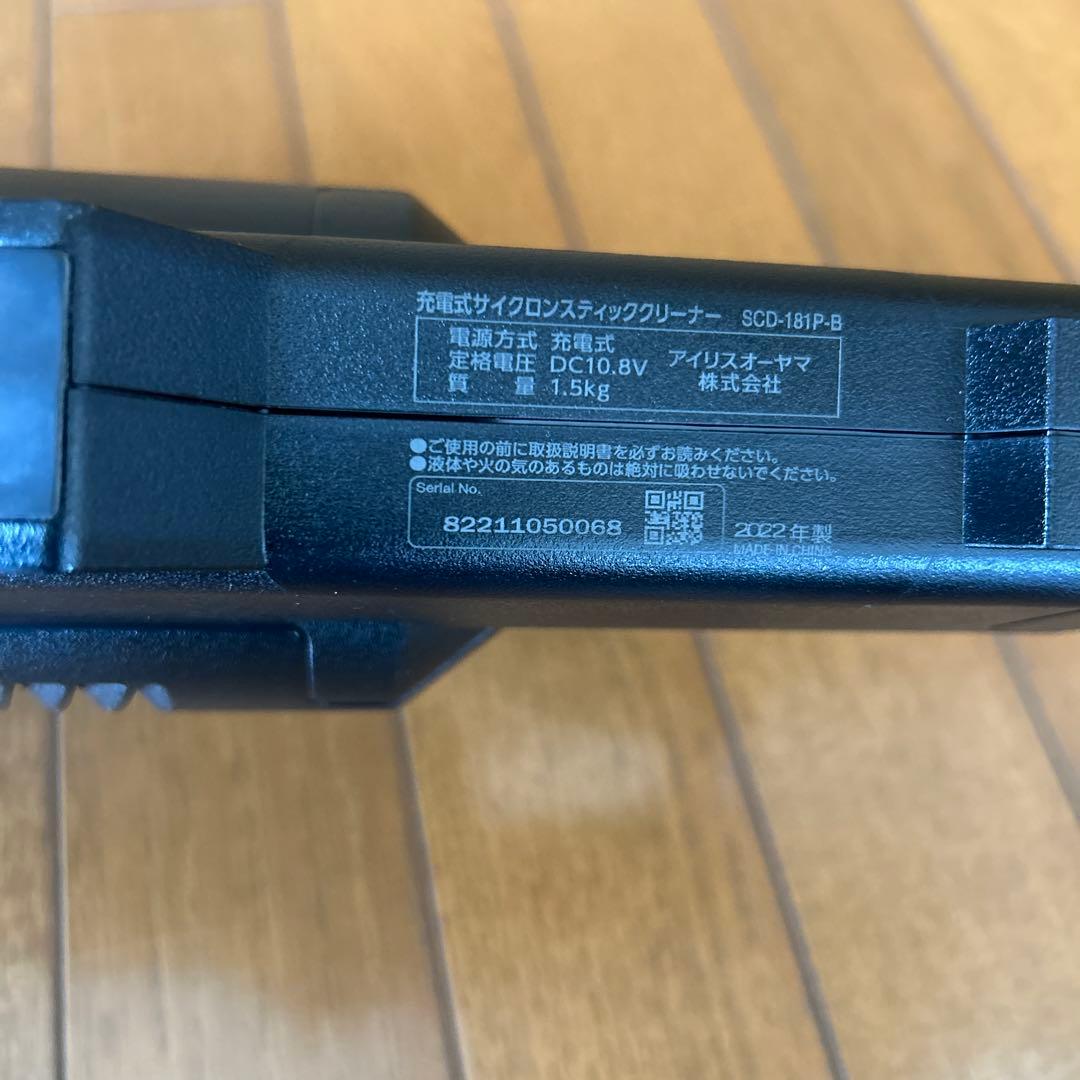 充電式サイクロンスティッククリーナー SCD-181P-B
電源方式 充電式
定格電圧 DC10.8V
質 量 1.5kg
アイリスオーヤマ
株式会社
●ご使用の前に取扱説明書を必ずお読みください。
●液体や火の気のあるものは絶対に吸わせないでください。
Serial No.
82211050068
2022年製
MADE IN CHINA